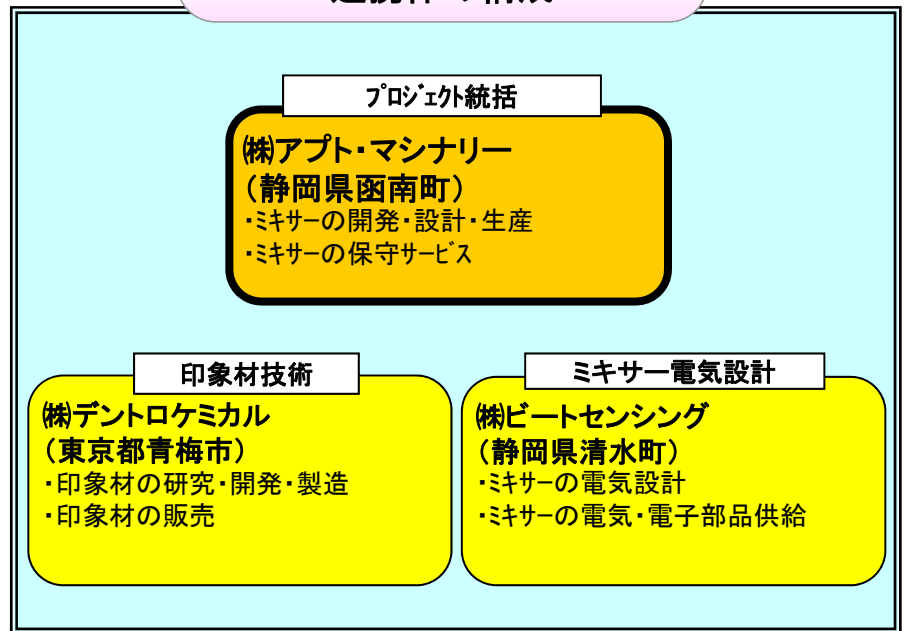 連携体の構成
プロジェクト統括
㈱アプト・マシナリー
（静岡県函南町）
・ミキサーの開発・設計・生産
・ミキサーの保守サービス
印象材技術
㈱デントロケミカル
（東京都青梅市）
・印象材の研究・開発・製造
・印象材の販売
ミキサー電気設計
㈱ビートセンシング
（静岡県清水町）
・ミキサーの電気設計
・ミキサーの電気・電子部品供給